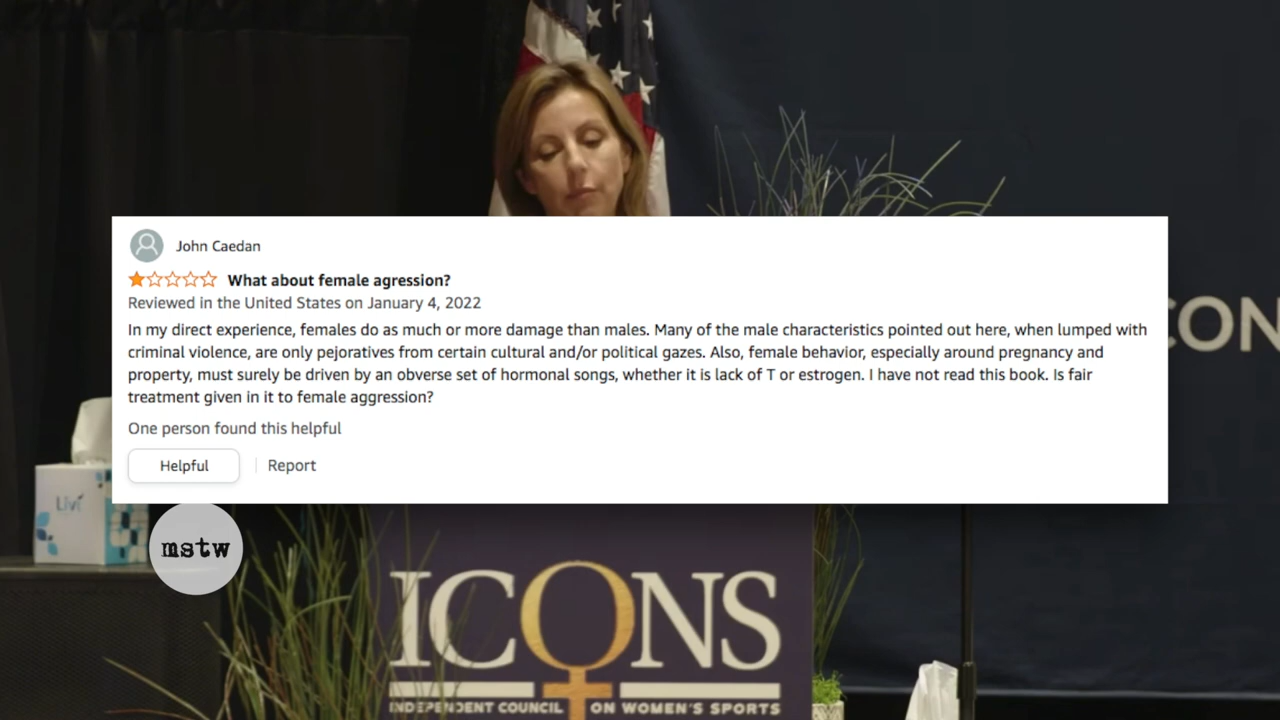 John Caedan
What about female agression?
Reviewed in the United States on January 4, 2022
In my direct experience, females do as much or more damage than males. Many of the male characteristics pointed out here, when lumped with
criminal violence, are only pejoratives from certain cultural and/or political gazes. Also, female behavior, especially around pregnancy and
property, must surely be driven by an obverse set of hormonal songs, whether it is lack of T or estrogen. I have not read this book. Is fair
treatment given in it to female aggression?
One person found this helpful
Helpful
Report
CON
Livi
mstw
ICONS
INDEPENDENT COUNCIL ON WOMEN'S SPORTS